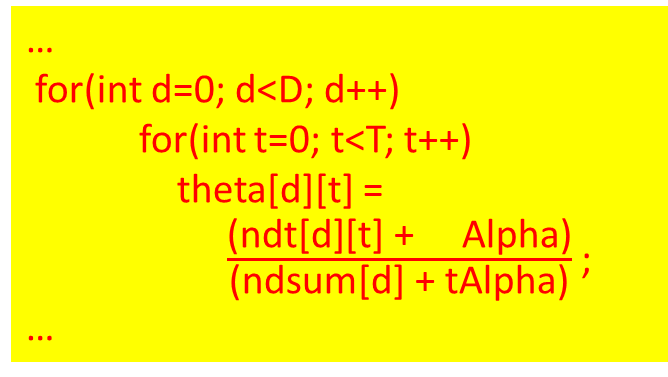 ...
for(int d=0; d<D; d++)
for(int t=0; t<T; t++)
theta[d][t] =
(ndt[d][t] + Alpha)
(ndsum[d] + tAlpha) ;
...